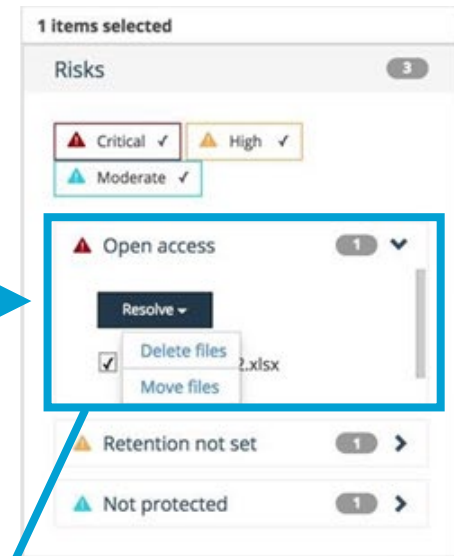 1 items selected
Risks 3
Critical ✓ High ✓
Moderate ✓
Open access 1
Resolve
Delete files
2.xlsx
Move files
Retention not set 1
Not protected 1